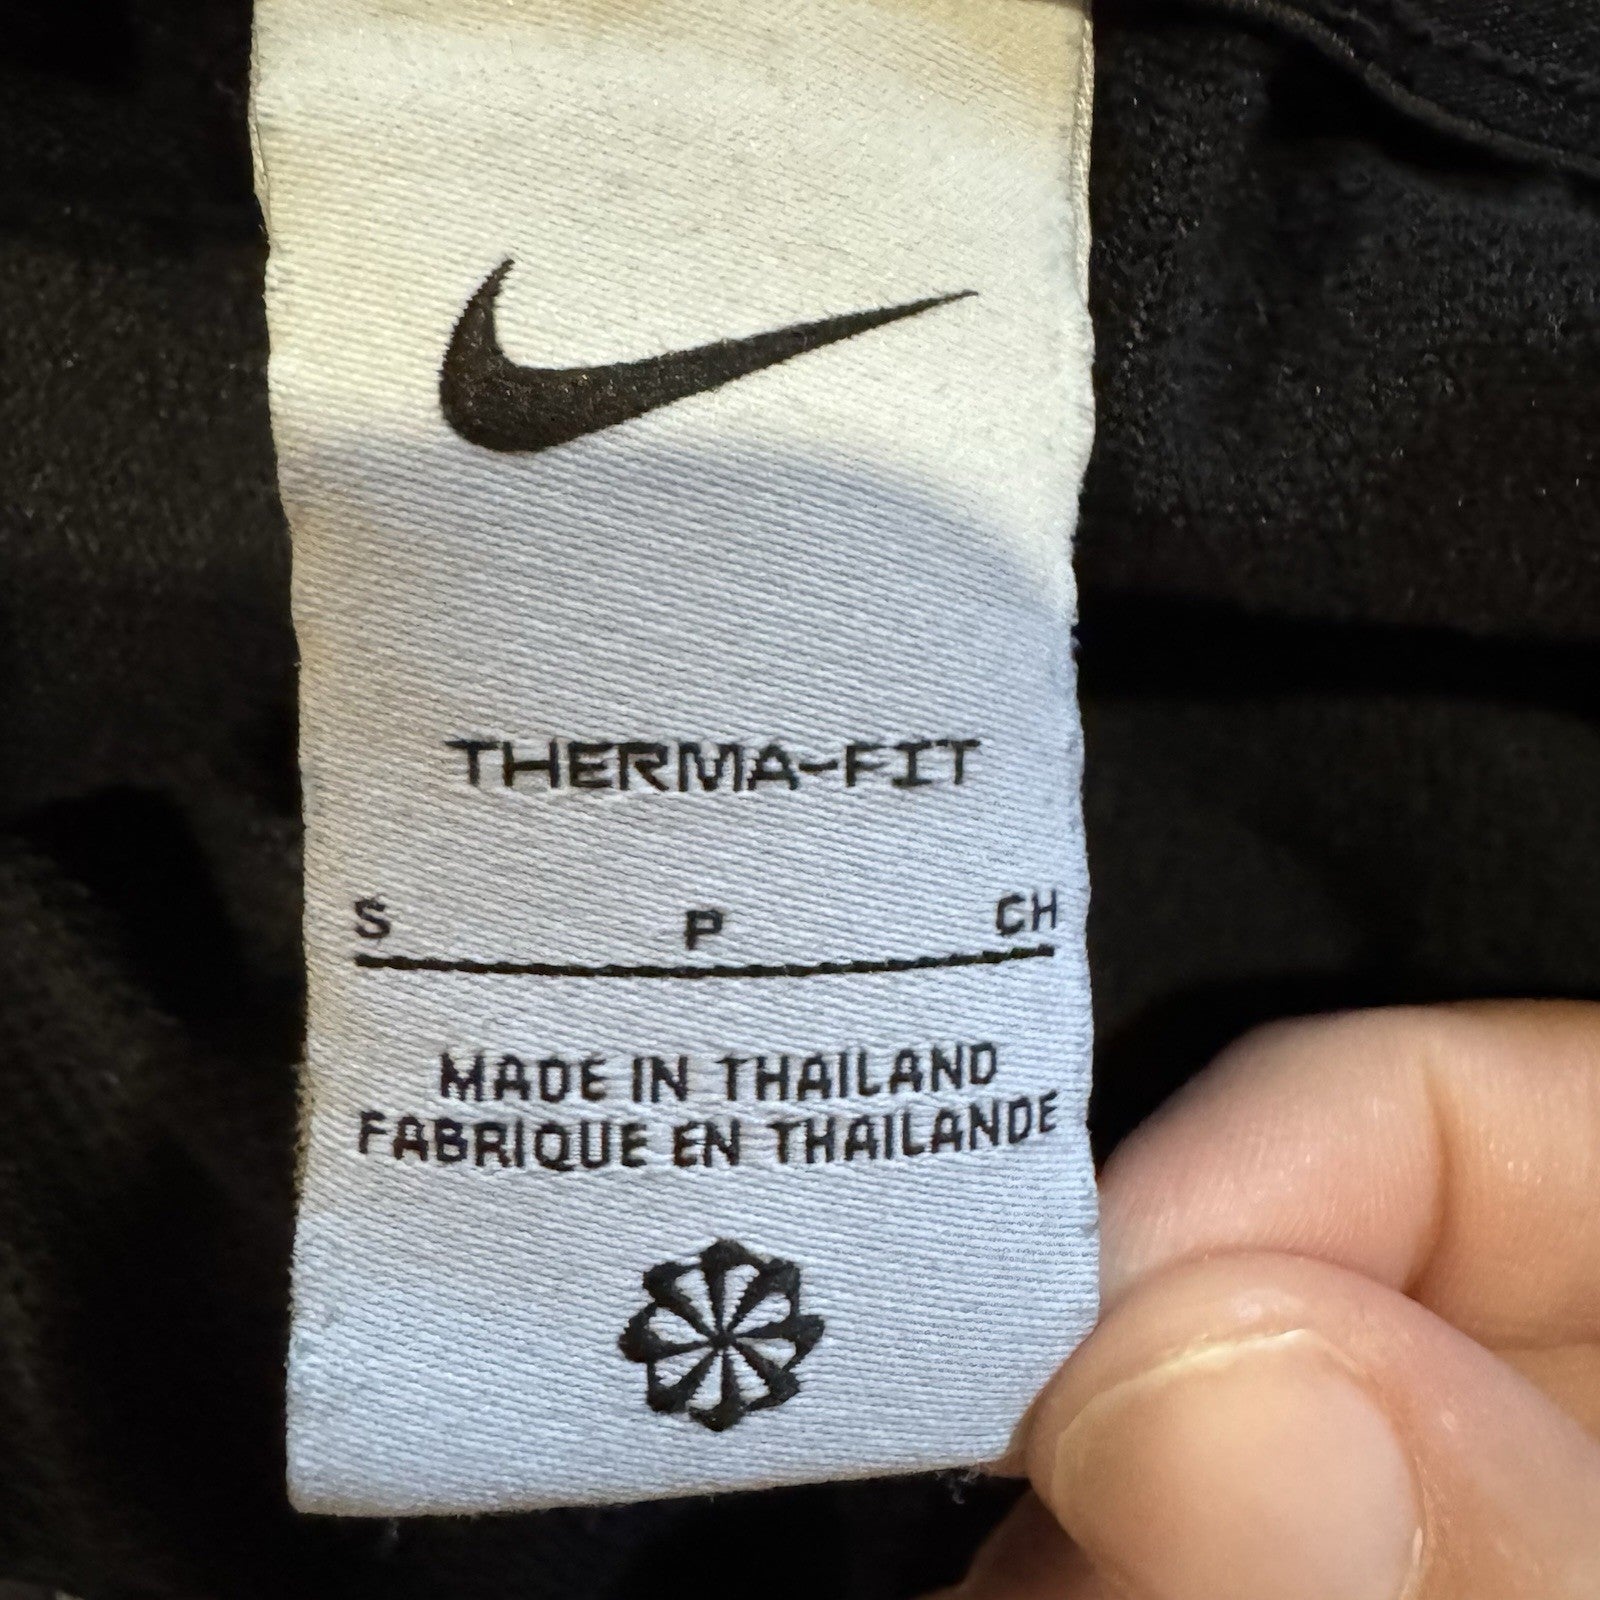 THERMA-FIT
S P CH
MADE IN THAILAND
FABRIQUE EN THAILANDE